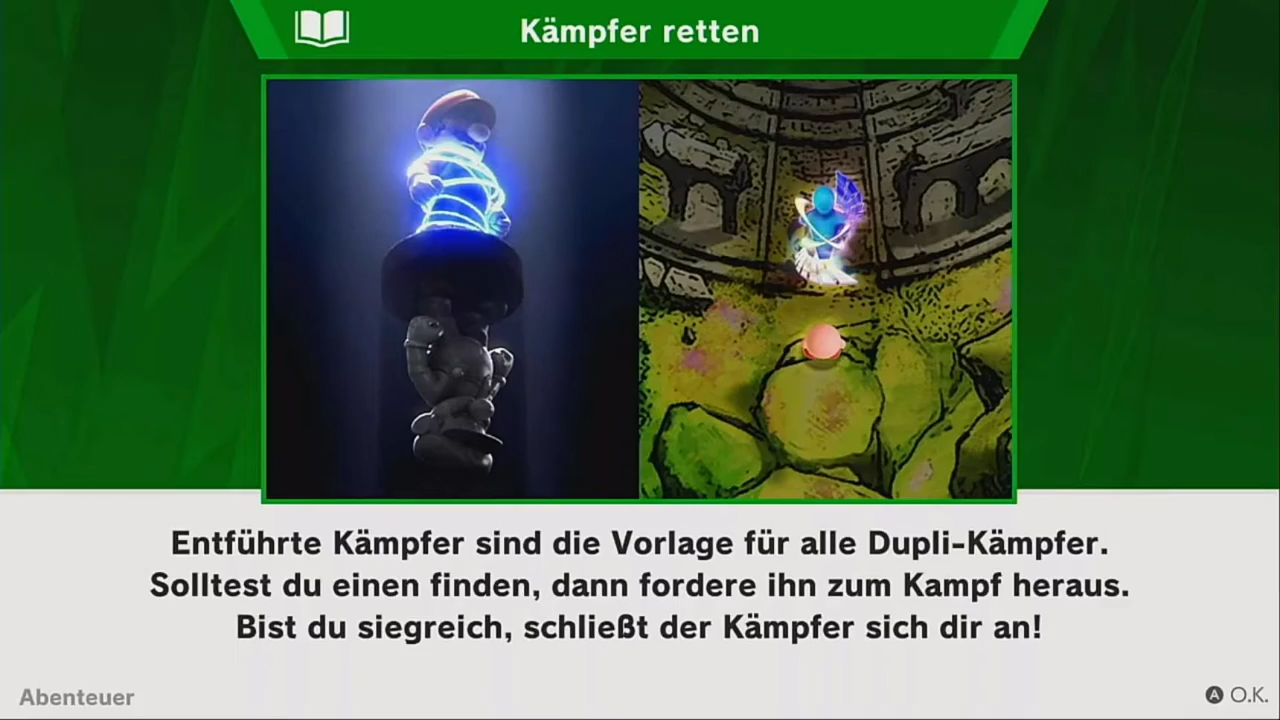 Kämpfer retten
Entführte Kämpfer sind die Vorlage für alle Dupli-Kämpfer.
Solltest du einen finden, dann fordere ihn zum Kampf heraus.
Bist du siegreich, schließt der Kämpfer sich dir an!
Abenteuer
A O.K.